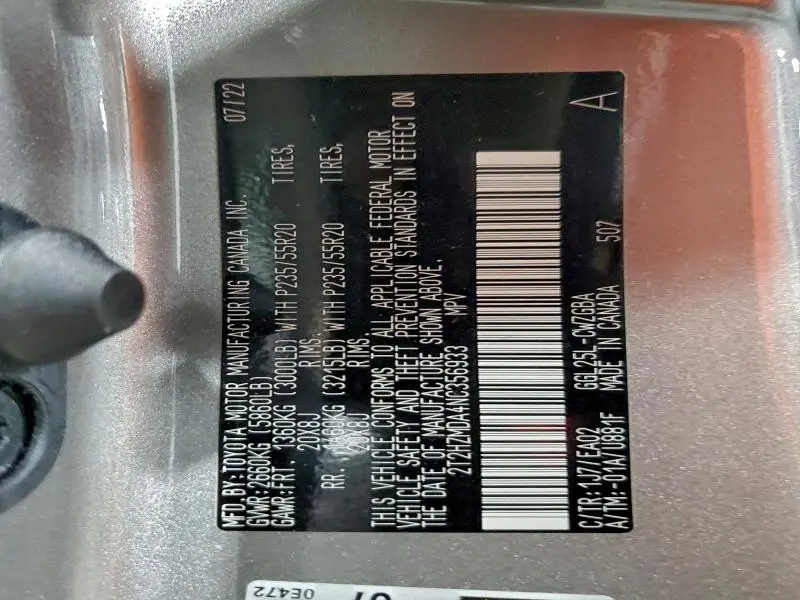 MFD.BY:TOYOTA MOTOR MANUFACTURING CANADA INC. 07/22
GVWR:2660KG (5860LB)
GAWR:FRT. 1360KG (3000LB) WITH P235/55R20 TIRES,
20X8J RIMS.
RR. 1460KG (3215LB) WITH P235/55R20 TIRES,
20X8J RIMS.
THIS VEHICLE CONFORMS TO ALL APPLICABLE FEDERAL MOTOR
VEHICLE SAFETY AND THEFT PREVENTION STANDARDS IN EFFECT ON
THE DATE OF MANUFACTURE SHOWN ABOVE.
2T2HZMDA4NC356933 MPV
C/TR:1J7/EA02 GGL25L-CWZGBA
A/TM:-01A/U881F MADE IN CANADA 507 A
0E472